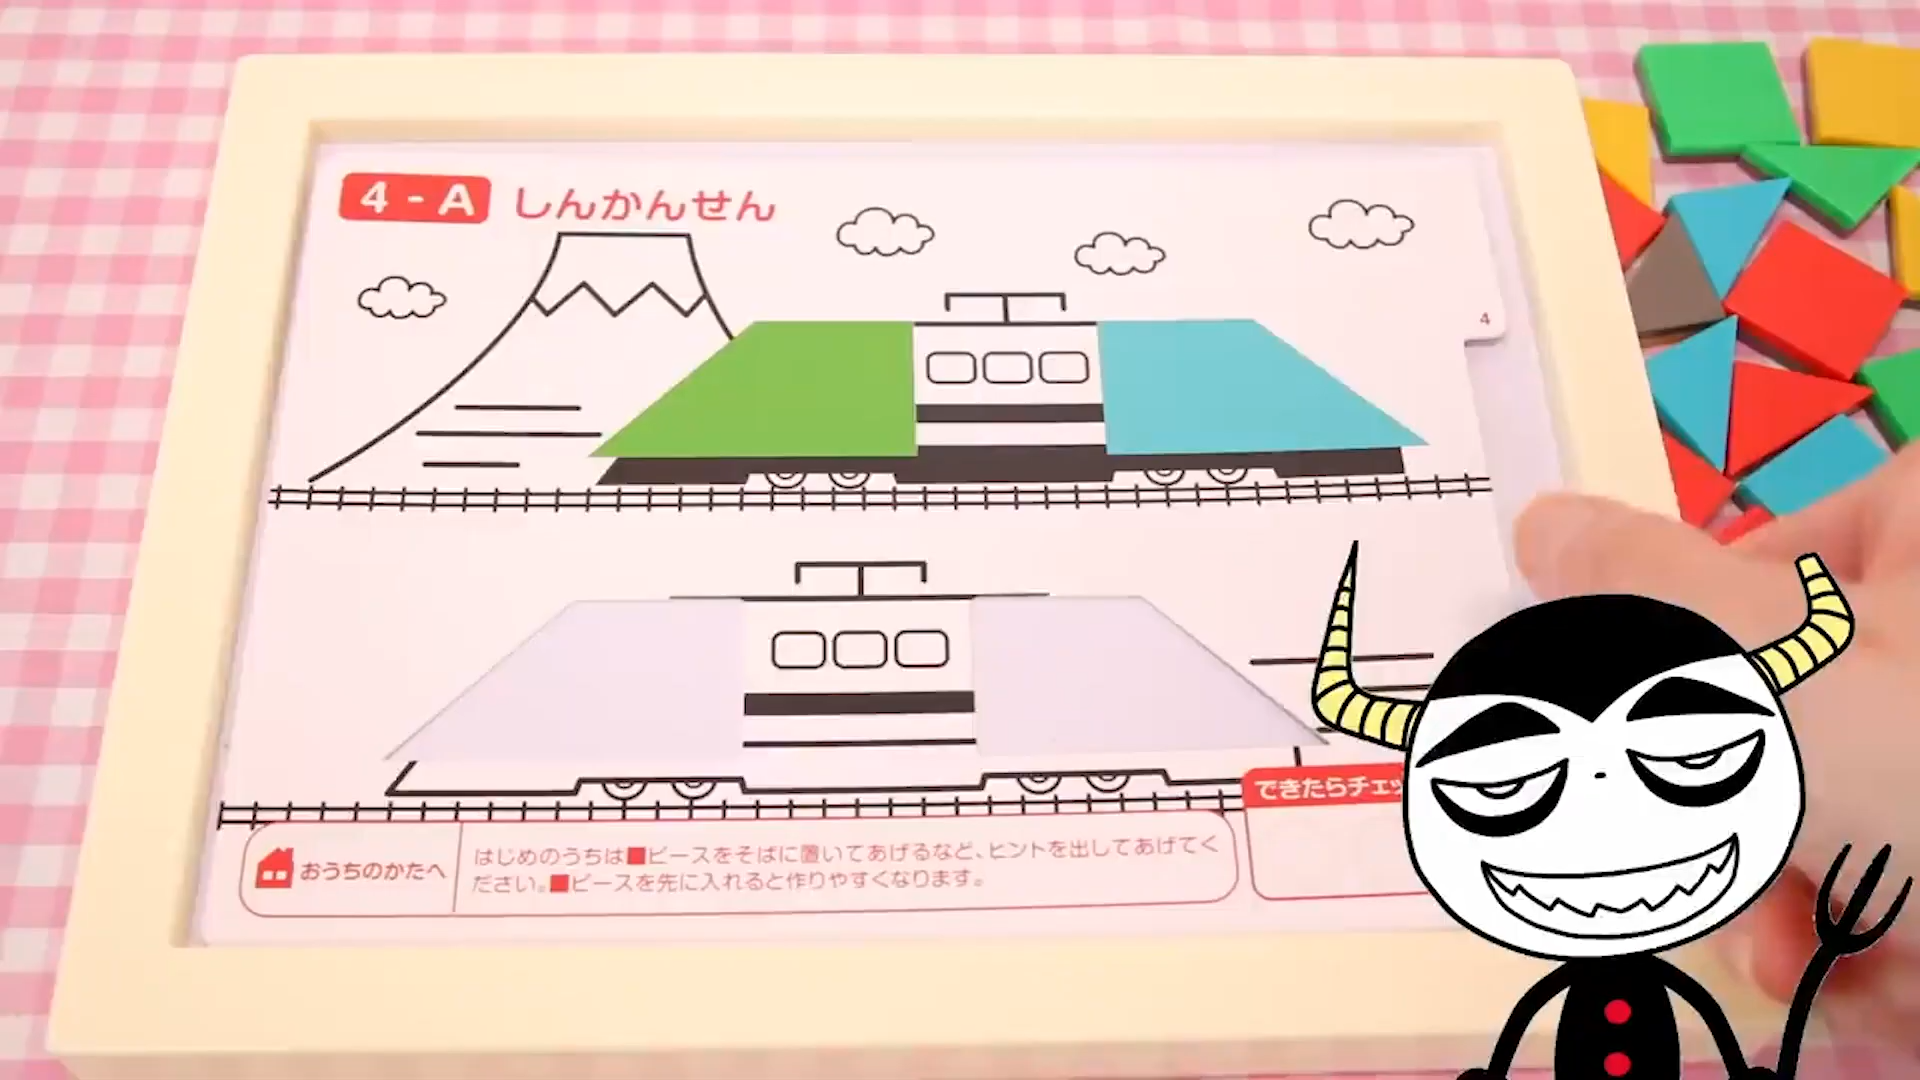 4 - A しんかんせん
4
できたらチェッ
おうちのかたへ
はじめのうちは■ピースをそばに置いてあげるなど、ヒントを出してあげてく
ださい。■ピースを先に入れると作りやすくなります。